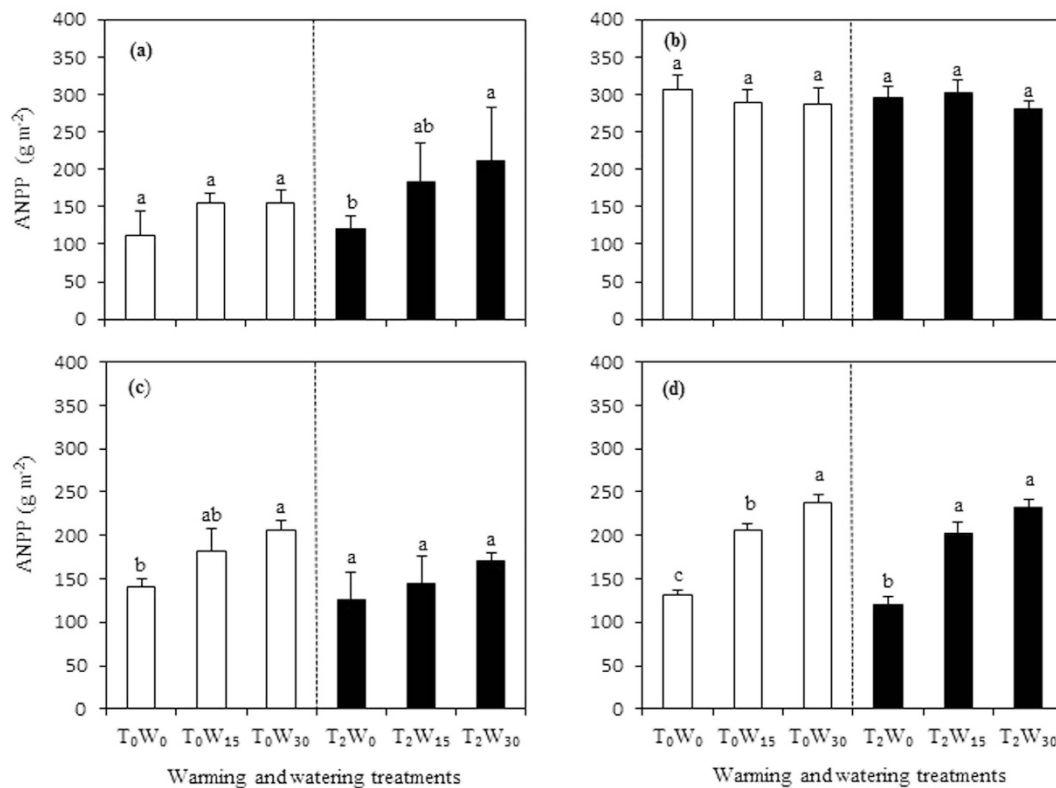 (a)
400
350
300
250
200
150
100
50
0
ANPP (g m⁻²)
a
a
a
b
ab
a
(b)
400
350
300
250
200
150
100
50
0
a
a
a
a
a
a
(c)
400
350
300
250
200
150
100
50
0
ANPP (g m⁻²)
b
ab
a
a
a
a
T₀W₀ T₀W₁₅ T₀W₃₀ T₂W₀ T₂W₁₅ T₂W₃₀
Warming and watering treatments
(d)
400
350
300
250
200
150
100
50
0
c
b
a
b
a
a
T₀W₀ T₀W₁₅ T₀W₃₀ T₂W₀ T₂W₁₅ T₂W₃₀
Warming and watering treatments